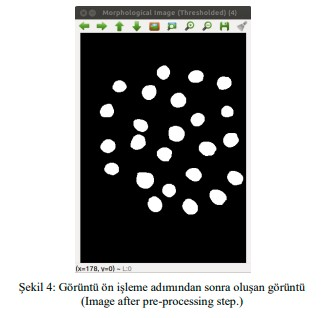 Morphological Image (Thresholded) (4)
(x=178, y=0) ~ L:0
Şekil 4: Görüntü ön işleme adımından sonra oluşan görüntü
(Image after pre-processing step.)